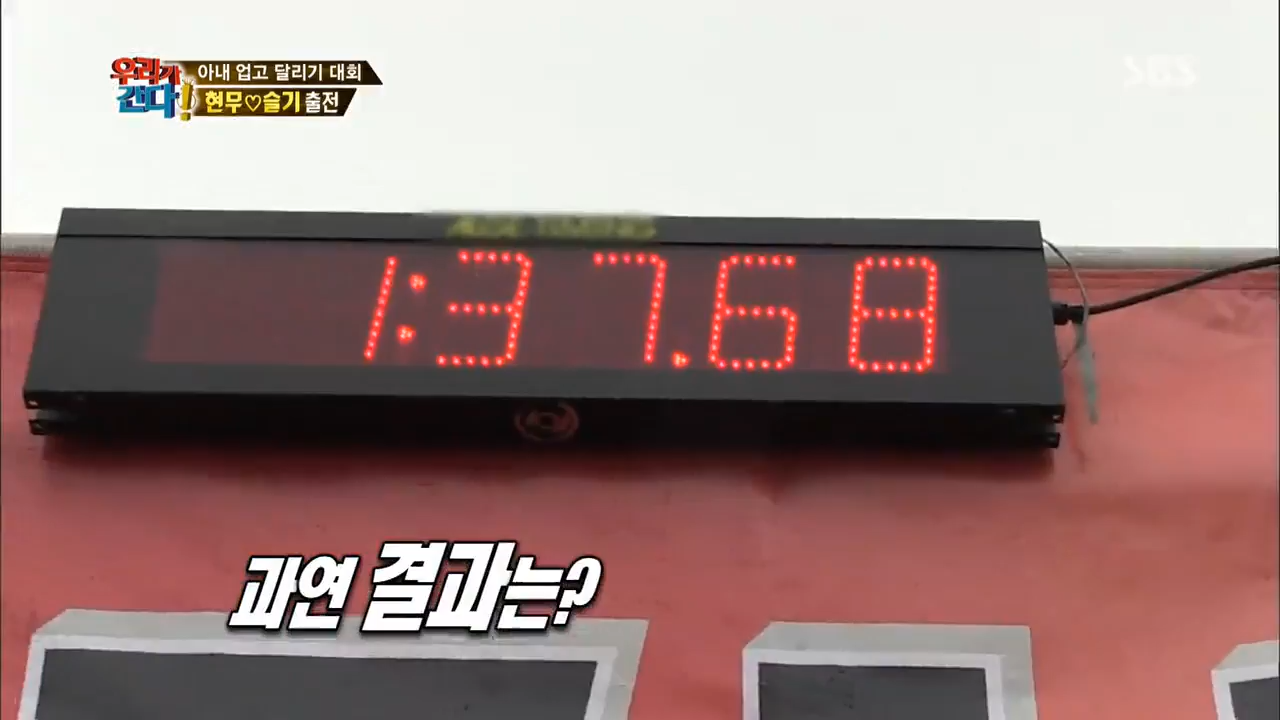 우리가 간다!
아내 업고 달리기 대회
현무♡슬기 출전
SBS
1:37.68
과연 결과는?